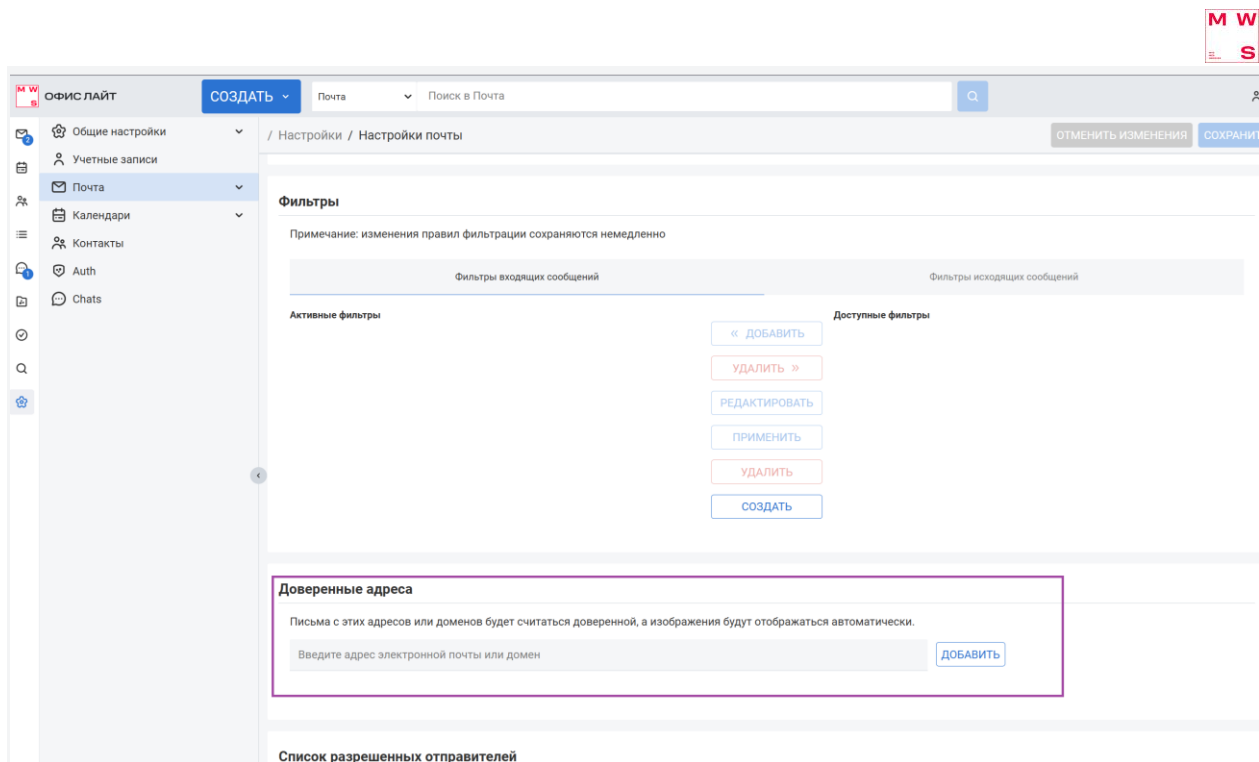 M W
S
M W
S
ОФИС ЛАЙТ
СОЗДАТЬ
Почта
Поиск в Почта
2
1
Общие настройки
Учетные записи
Почта
Календари
Контакты
Auth
Chats
/ Настройки / Настройки почты
ОТМЕНИТЬ ИЗМЕНЕНИЯ
СОХРАНИТ
Фильтры
Примечание: изменения правил фильтрации сохраняются немедленно
Фильтры входящих сообщений
Фильтры исходящих сообщений
Активные фильтры
« ДОБАВИТЬ
УДАЛИТЬ »
РЕДАКТИРОВАТЬ
ПРИМЕНИТЬ
УДАЛИТЬ
СОЗДАТЬ
Доступные фильтры
Доверенные адреса
Письма с этих адресов или доменов будет считаться доверенной, а изображения будут отображаться автоматически.
Введите адрес электронной почты или домен
ДОБАВИТЬ
Список разрешенных отправителей